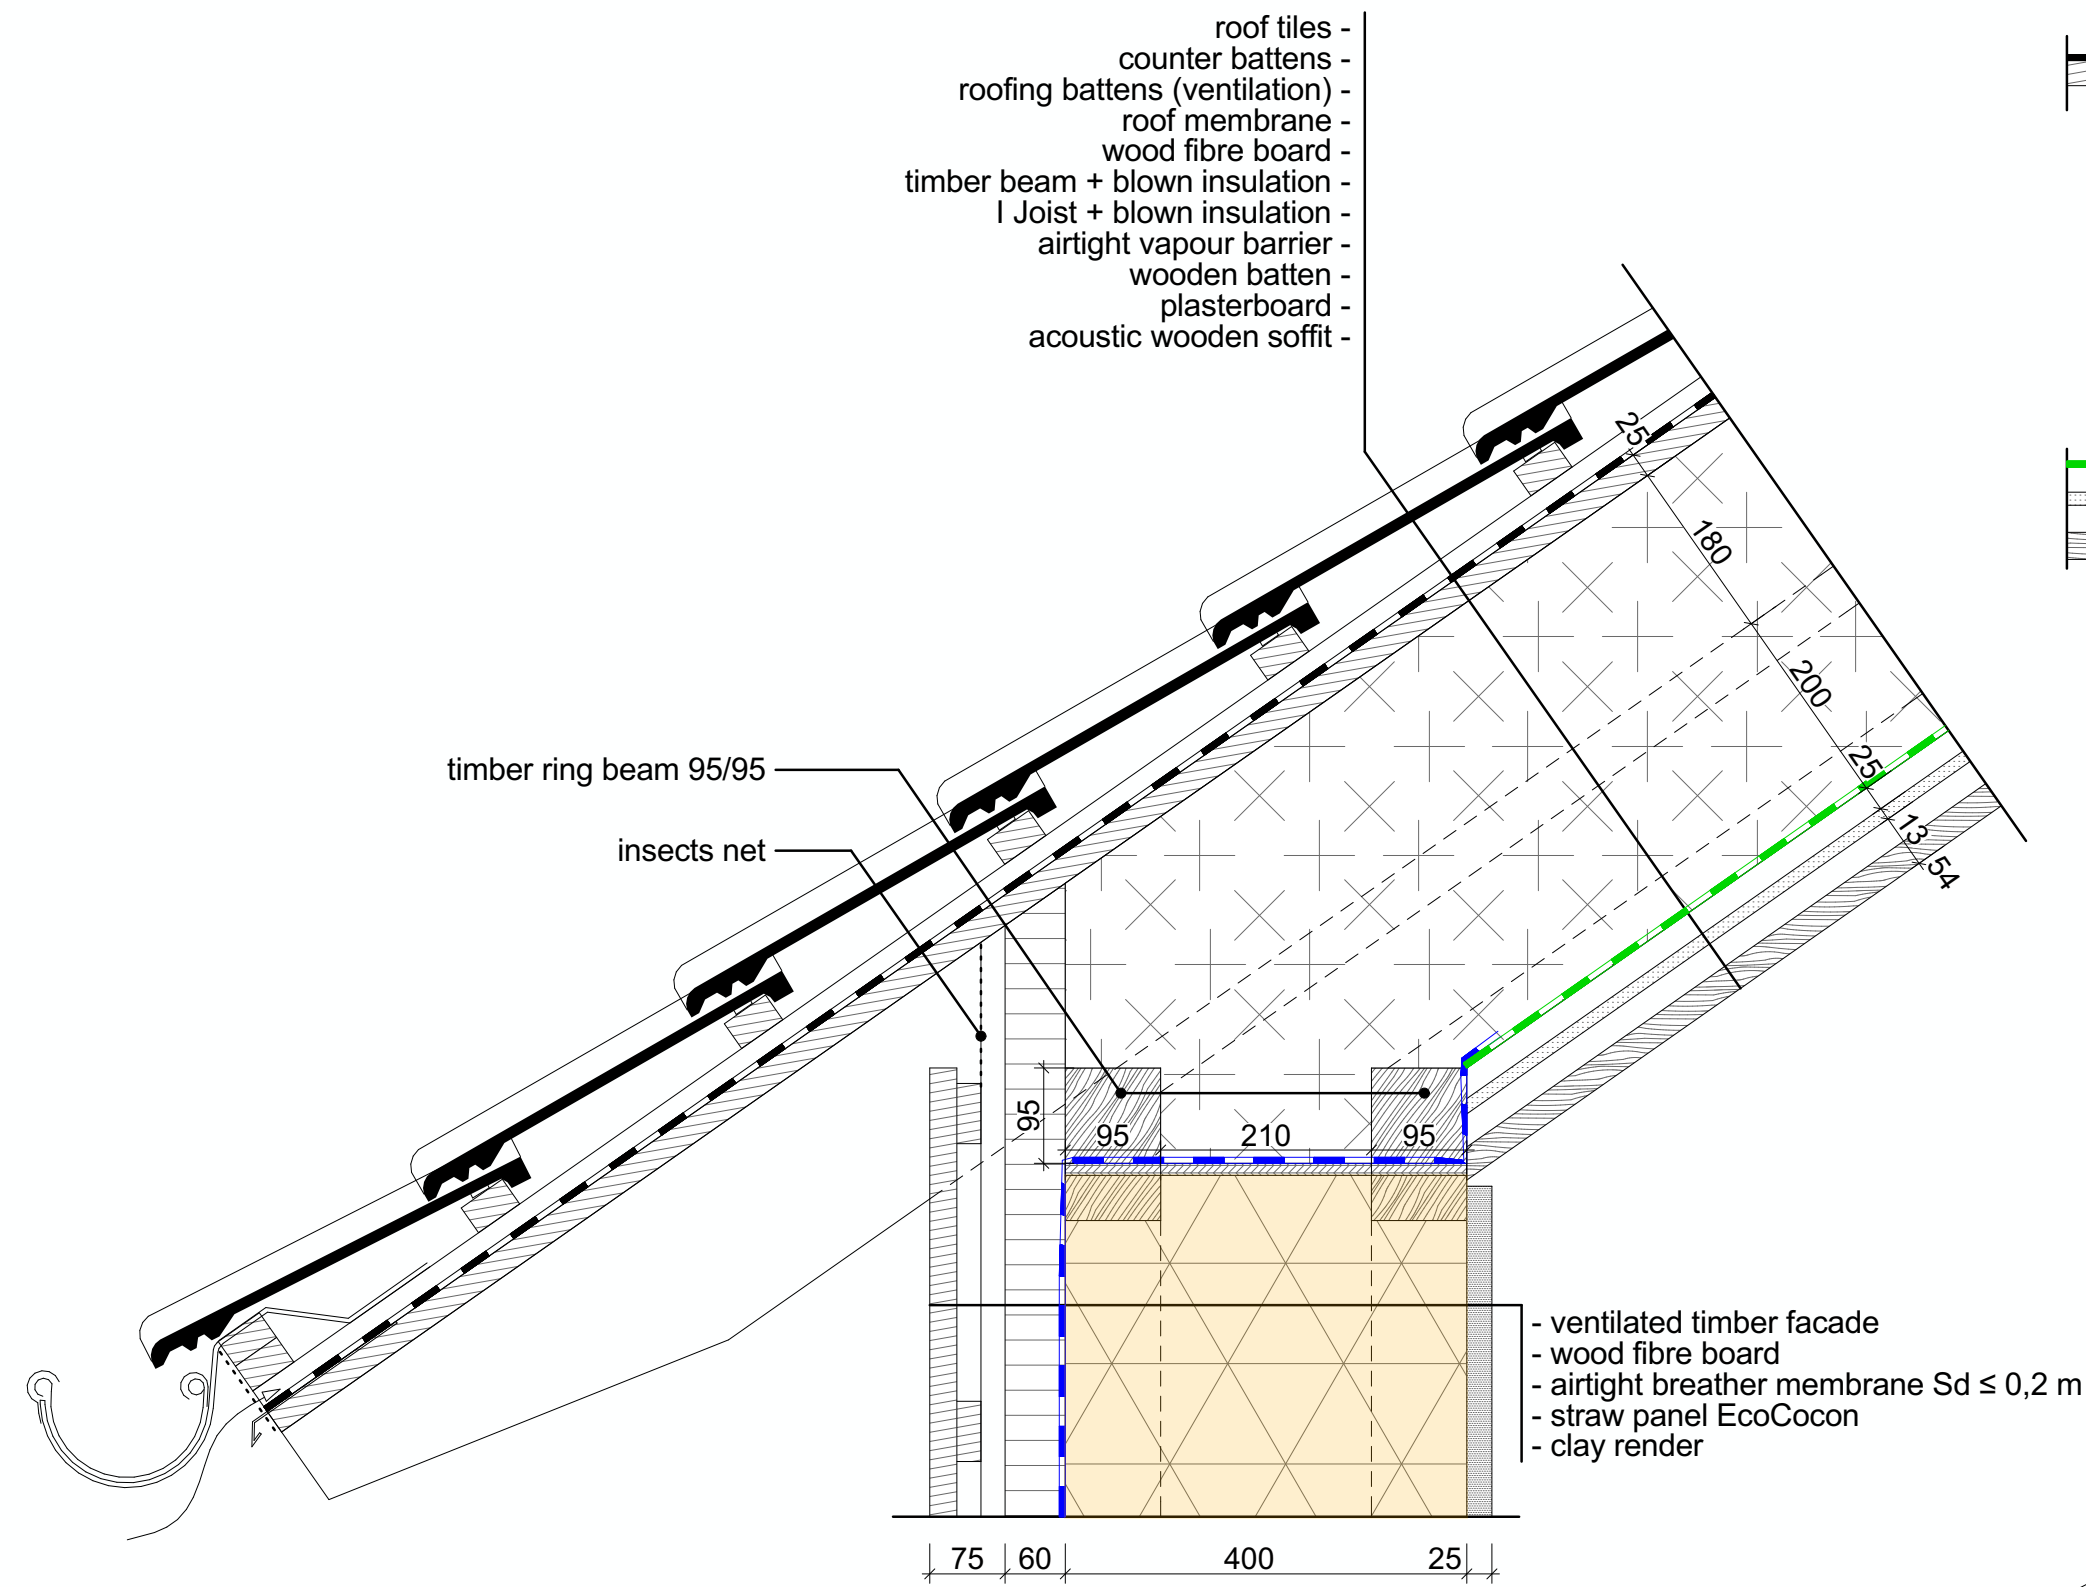 roof tiles -
counter battens -
roofing battens (ventilation) -
roof membrane -
wood fibre board -
timber beam + blown insulation -
I Joist + blown insulation -
airtight vapour barrier -
wooden batten -
plasterboard -
acoustic wooden soffit -
25
180
200
25
13
54
timber ring beam 95/95
insects net
95
95
210
95
- ventilated timber facade
- wood fibre board
- airtight breather membrane Sd ≤ 0,2 m
- straw panel EcoCocon
- clay render
75
60
400
25